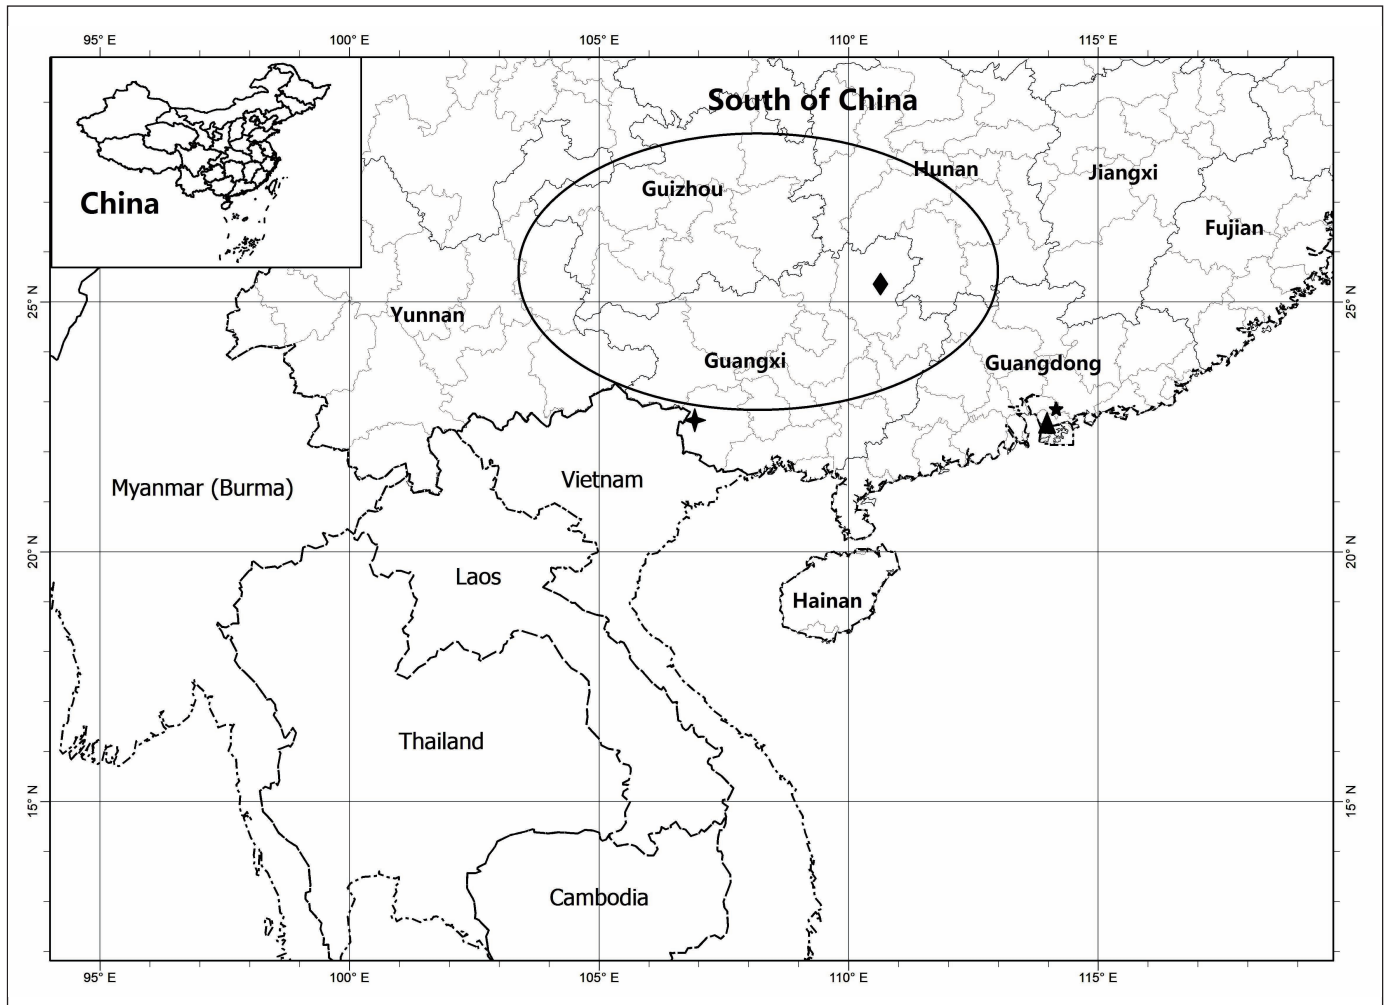 95° E
100° E
105° E
110° E
115° E
South of China
China
Guizhou
Hunan
Jiangxi
Fujian
25° N
25° N
Yunnan
Guangxi
Guangdong
Myanmar (Burma)
Vietnam
20° N
20° N
Laos
Hainan
Thailand
15° N
15° N
Cambodia
95° E
100° E
105° E
110° E
115° E